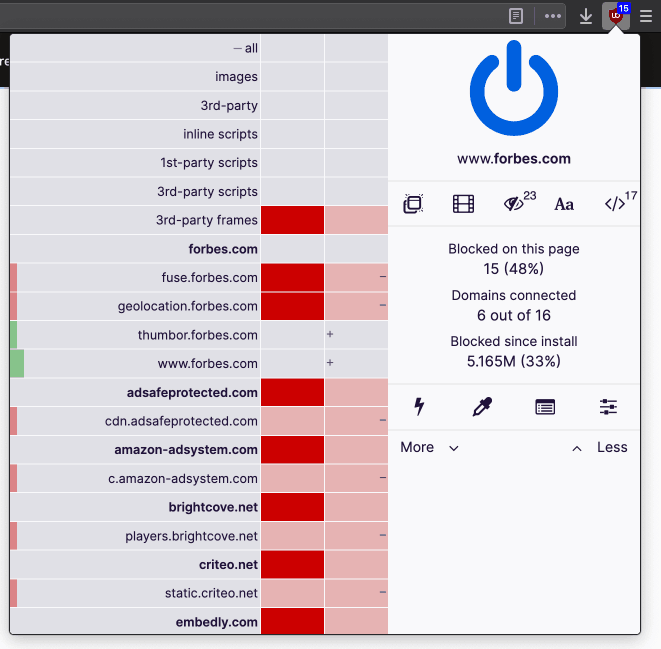 15
re
– all
images
3rd-party
inline scripts
1st-party scripts
3rd-party scripts
3rd-party frames
forbes.com
fuse.forbes.com –
geolocation.forbes.com –
thumbor.forbes.com +
www.forbes.com +
adsafeprotected.com
cdn.adsafeprotected.com –
amazon-adsystem.com
c.amazon-adsystem.com –
brightcove.net
players.brightcove.net –
criteo.net
static.criteo.net –
embedly.com
www.forbes.com
23 Aa </> 17
Blocked on this page
15 (48%)
Domains connected
6 out of 16
Blocked since install
5.165M (33%)
More Less